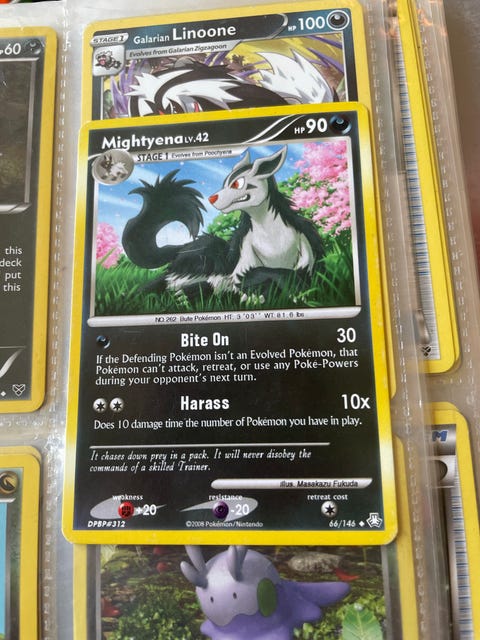 60
this
deck
put
this
STAGE 1
Galarian Linoone
HP 100
Evolves from Galarian Zigzagoon
Mightyena LV.42
HP 90
STAGE 1 Evolves from Poochyena
NO. 262 Bite Pokémon HT: 3'03" WT: 81.6 lbs
Bite On 30
If the Defending Pokémon isn't an Evolved Pokémon, that
Pokémon can't attack, retreat, or use any Poké-Powers
during your opponent's next turn.
Harass 10x
Does 10 damage time the number of Pokémon you have in play.
It chases down prey in a pack. It will never disobey the
commands of a skilled Trainer.
Illus. Masakazu Fukuda
weakness resistance retreat cost
+20 -20
DPBP#312 ©2008 Pokémon/Nintendo 66/146